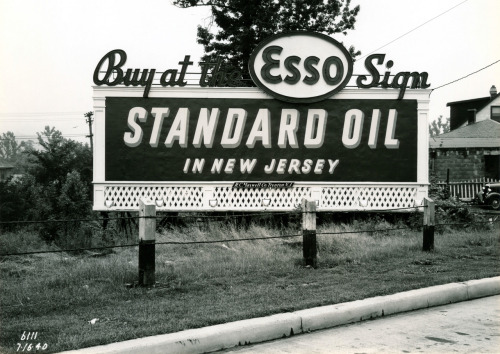 Buy at the Esso Sign
STANDARD OIL
IN NEW JERSEY
6111
7-16-40